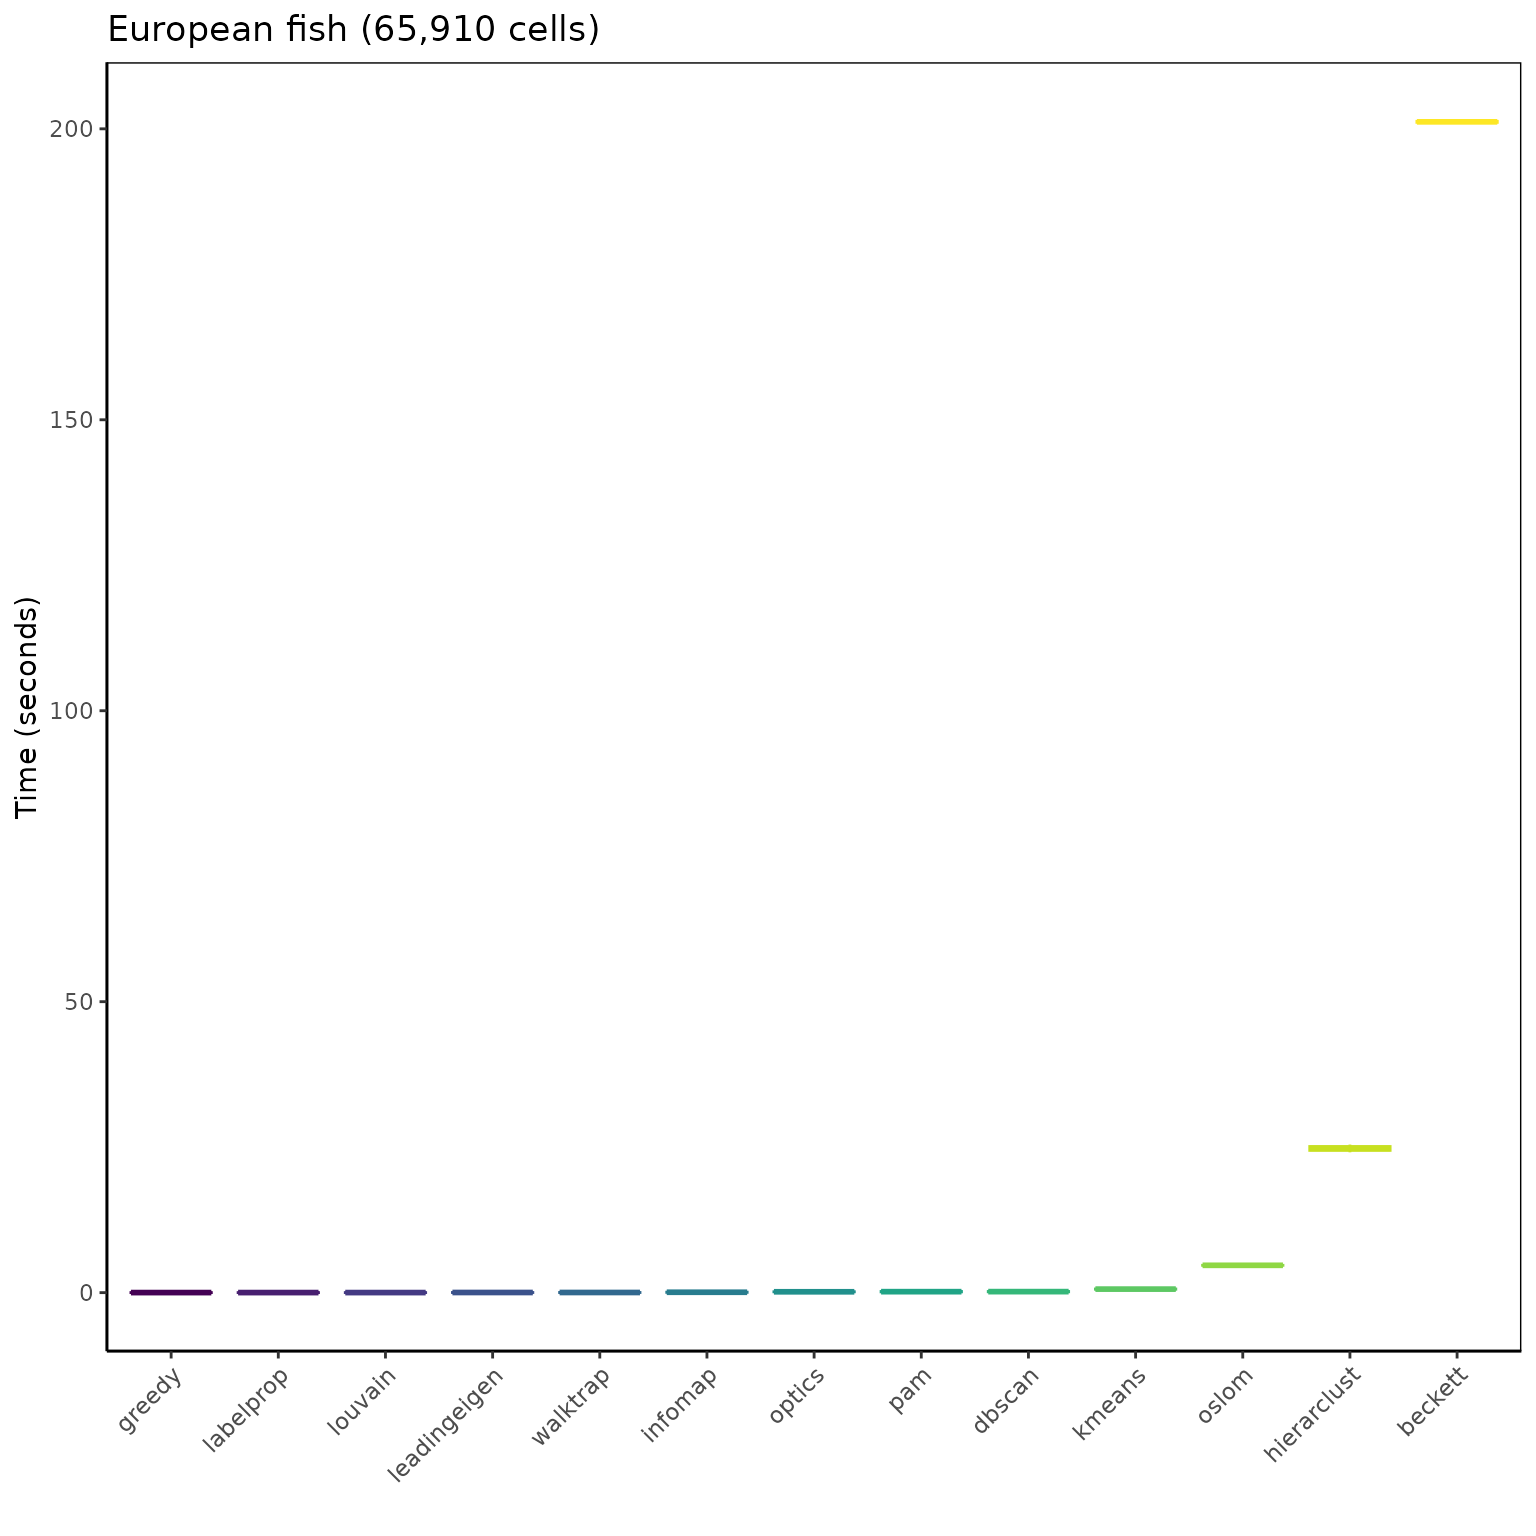 European fish (65,910 cells)
Time (seconds)
200
150
100
50
0
greedy
labelprop
louvain
leadingeigen
walktrap
infomap
optics
pam
dbscan
kmeans
oslom
hierarclust
beckett